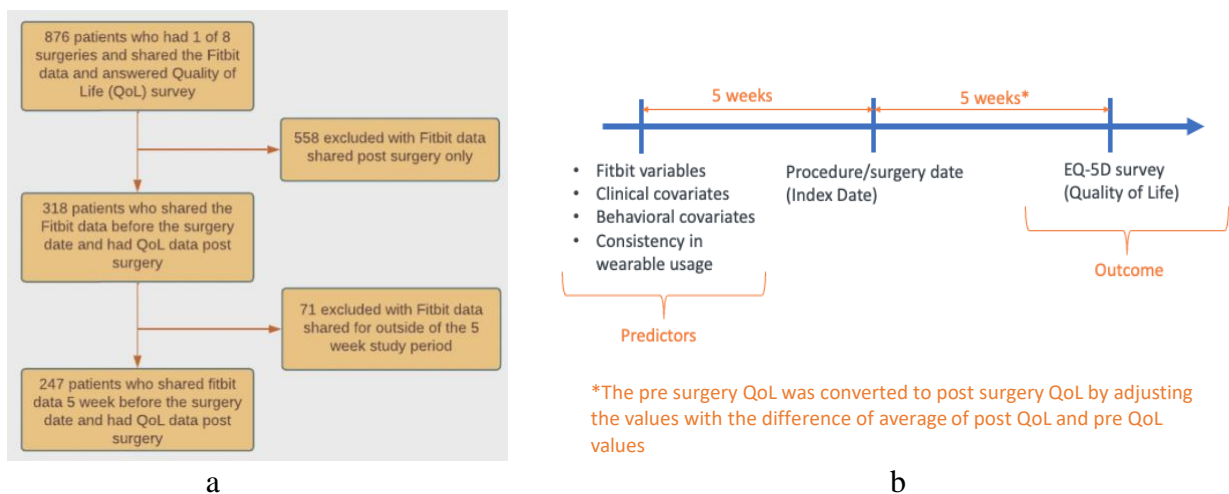 876 patients who had 1 of 8
surgeries and shared the Fitbit
data and answered Quality of
Life (QoL) survey
558 excluded with Fitbit data
shared post surgery only
318 patients who shared the
Fitbit data before the surgery
date and had QoL data post
surgery
71 excluded with Fitbit data
shared for outside of the 5
week study period
247 patients who shared fitbit
data 5 week before the surgery
date and had QoL data post
surgery
a
5 weeks
5 weeks*
• Fitbit variables
• Clinical covariates
• Behavioral covariates
• Consistency in
wearable usage
Predictors
Procedure/surgery date
(Index Date)
EQ-5D survey
(Quality of Life)
Outcome
*The pre surgery QoL was converted to post surgery QoL by adjusting
the values with the difference of average of post QoL and pre QoL
values
b